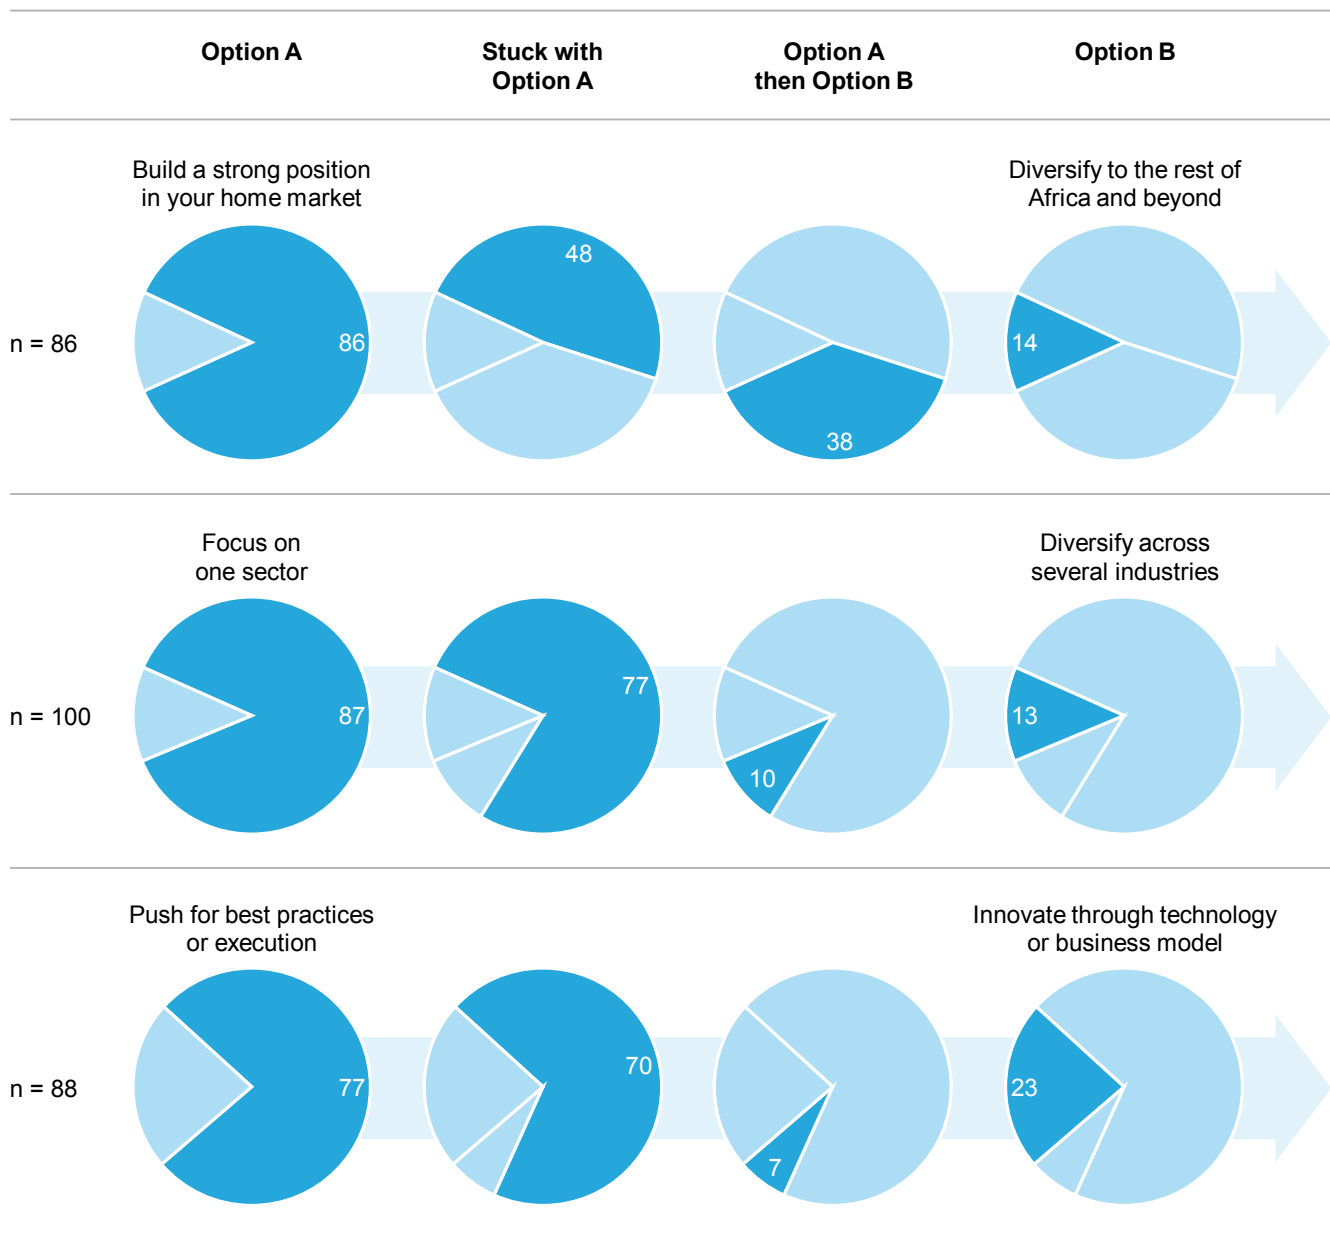 Option A
Stuck with
Option A
Option A
then Option B
Option B
Build a strong position
in your home market
Diversify to the rest of
Africa and beyond
n = 86
86
48
38
14
Focus on
one sector
Diversify across
several industries
n = 100
87
77
10
13
Push for best practices
or execution
Innovate through technology
or business model
n = 88
77
70
7
23